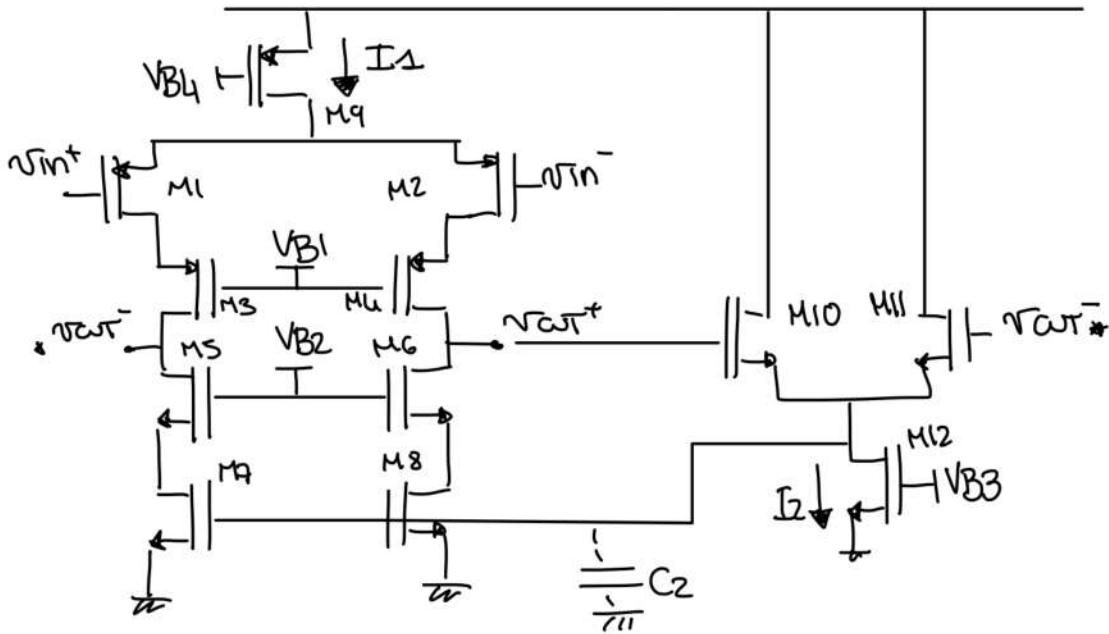 I1
VB4
M9
vin+
M1
M2
vin-
VB1
M3
M4
vout-
vout+
M10
M11
vout-
M5
VB2
M6
M7
M8
M12
I2
VB3
C2